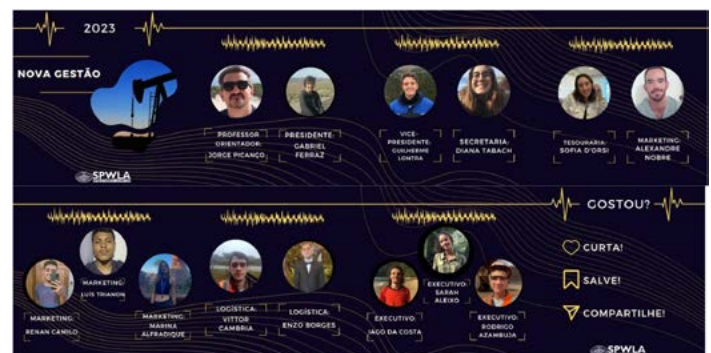 2023
NOVA GESTÃO
PROFESSOR
ORIENTADOR:
JORGE PICANÇO
PRESIDENTE:
GABRIEL
FERRAZ
VICE-
PRESIDENTE:
GUILHERME
LONTRA
SECRETARIA:
DIANA TABACH
TESOURARIA:
SOFIA D'ORSI
MARKETING:
ALEXANDRE
NOBRE
SPWLA
MARKETING:
RENAN CANILO
MARKETING:
LUIS TRIANON
MARKETING:
MARINA
ALFRADIQUE
LOGÍSTICA:
VITTOR
CAMBRIA
LOGÍSTICA:
ENZO BORGES
EXECUTIVO:
IAGO DA COSTA
EXECUTIVO:
SARAH
ALEIXO
EXECUTIVO:
RODRIGO
AZAMBUJA
GOSTOU?
CURTA!
SALVE!
COMPARTILHE!
SPWLA